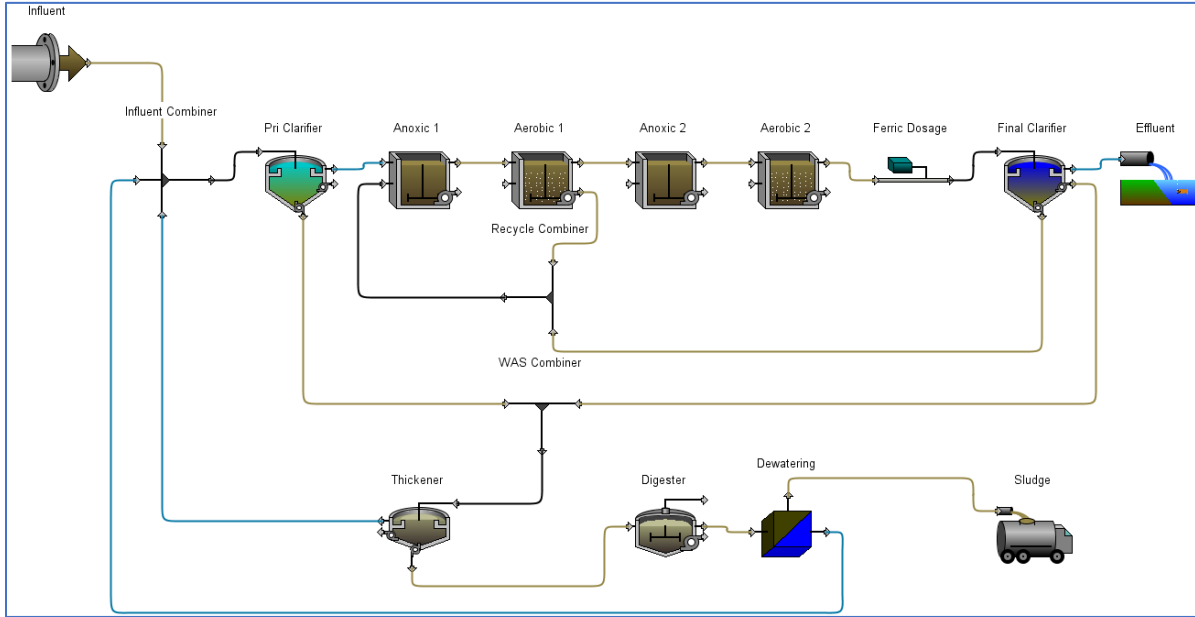 Influent
Influent Combiner
Pri Clarifier
Anoxic 1
Aerobic 1
Anoxic 2
Aerobic 2
Ferric Dosage
Final Clarifier
Effluent
Recycle Combiner
WAS Combiner
Thickener
Digester
Dewatering
Sludge